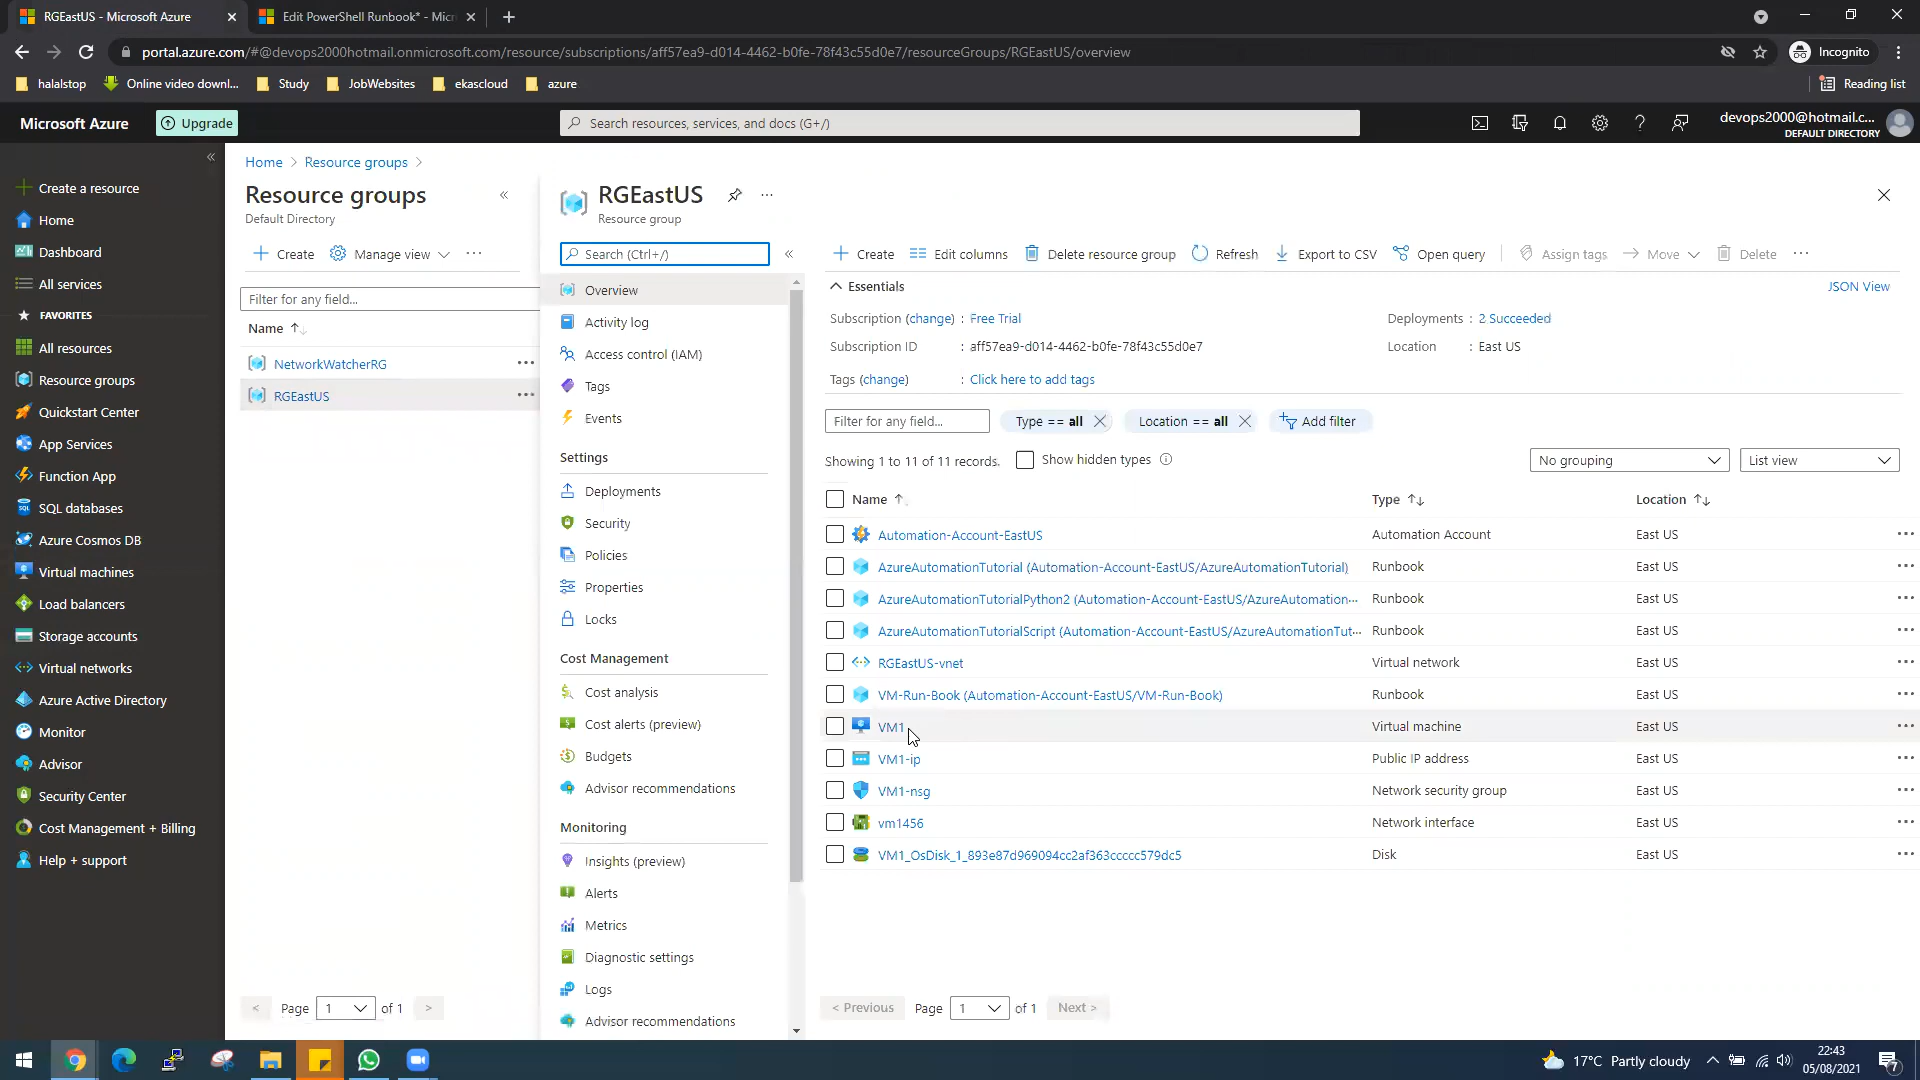 RGEastUS - Microsoft Azure
Edit PowerShell Runbook* - Micr
portal.azure.com/#@devops2000hotmail.onmicrosoft.com/resource/subscriptions/aff57ea9-d014-4462-b0fe-78f43c55d0e7/resourceGroups/RGEastUS/overview
Incognito
halalstop
Online video downl...
Study
JobWebsites
ekascloud
azure
Reading list
Microsoft Azure
Upgrade
Search resources, services, and docs (G+/)
devops2000@hotmail.c...
DEFAULT DIRECTORY
Create a resource
Home
Dashboard
All services
FAVORITES
All resources
Resource groups
Quickstart Center
App Services
Function App
SQL databases
Azure Cosmos DB
Virtual machines
Load balancers
Storage accounts
Virtual networks
Azure Active Directory
Monitor
Advisor
Security Center
Cost Management + Billing
Help + support
Home > Resource groups >
Resource groups
Default Directory
Create
Manage view
Filter for any field...
Name
NetworkWatcherRG
RGEastUS
< Page 1 of 1 >
RGEastUS
Resource group
Search (Ctrl+/)
Overview
Activity log
Access control (IAM)
Tags
Events
Settings
Deployments
Security
Policies
Properties
Locks
Cost Management
Cost analysis
Cost alerts (preview)
Budgets
Advisor recommendations
Monitoring
Insights (preview)
Alerts
Metrics
Diagnostic settings
Logs
Advisor recommendations
Create Edit columns Delete resource group Refresh Export to CSV Open query Assign tags Move Delete
Essentials
JSON View
Subscription (change) : Free Trial
Deployments : 2 Succeeded
Subscription ID : aff57ea9-d014-4462-b0fe-78f43c55d0e7
Location : East US
Tags (change) : Click here to add tags
Filter for any field...
Type == all
Location == all
Add filter
Showing 1 to 11 of 11 records.
Show hidden types
No grouping
List view
Name Type Location
Automation-Account-EastUS Automation Account East US
AzureAutomationTutorial (Automation-Account-EastUS/AzureAutomationTutorial) Runbook East US
AzureAutomationTutorialPython2 (Automation-Account-EastUS/AzureAutomation··· Runbook East US
AzureAutomationTutorialScript (Automation-Account-EastUS/AzureAutomationTut··· Runbook East US
RGEastUS-vnet Virtual network East US
VM-Run-Book (Automation-Account-EastUS/VM-Run-Book) Runbook East US
VM1 Virtual machine East US
VM1-ip Public IP address East US
VM1-nsg Network security group East US
vm1456 Network interface East US
VM1_OsDisk_1_893e87d969094cc2af363ccccc579dc5 Disk East US
< Previous Page 1 of 1 Next >
17°C Partly cloudy
22:43
05/08/2021
7